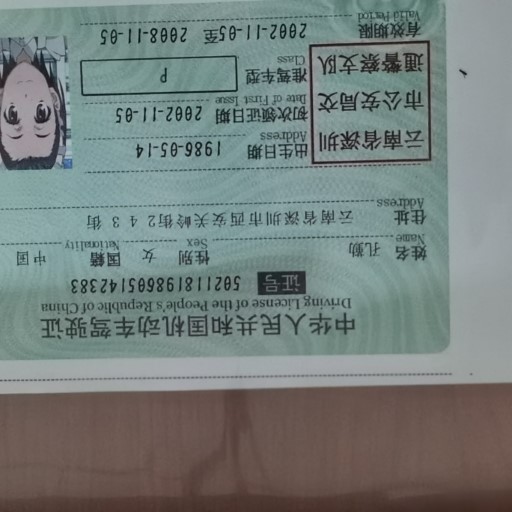 中华人民共和国机动车驾驶证
Driving License of the People's Republic of China
证号 502118198605142383
姓名 孔勤 性别 女 国籍 中国
Name Sex Nationality
住址 云南省深圳市西安关岭街243街
Address
云南省深圳
市公安局交
通警察支队
出生日期 1986-05-14
Address
初次领证日期 2002-11-05
Date of First Issue
准驾车型 P
Class
有效期限 2002-11-05 至 2008-11-05
Valid Period